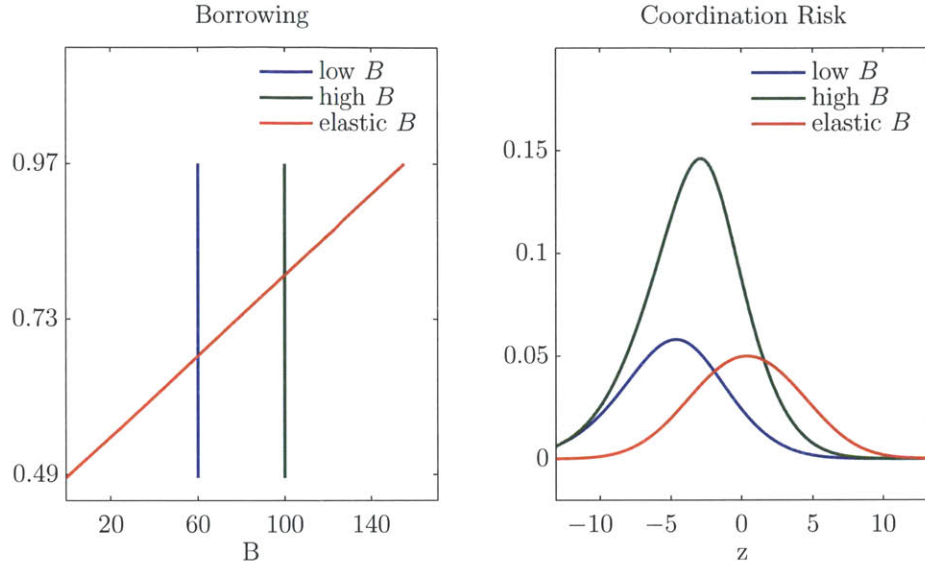 Borrowing
low B
high B
elastic B
0.97
0.73
0.49
20 60 100 140
B
Coordination Risk
low B
high B
elastic B
0.15
0.1
0.05
0
−10 −5 0 5 10
z